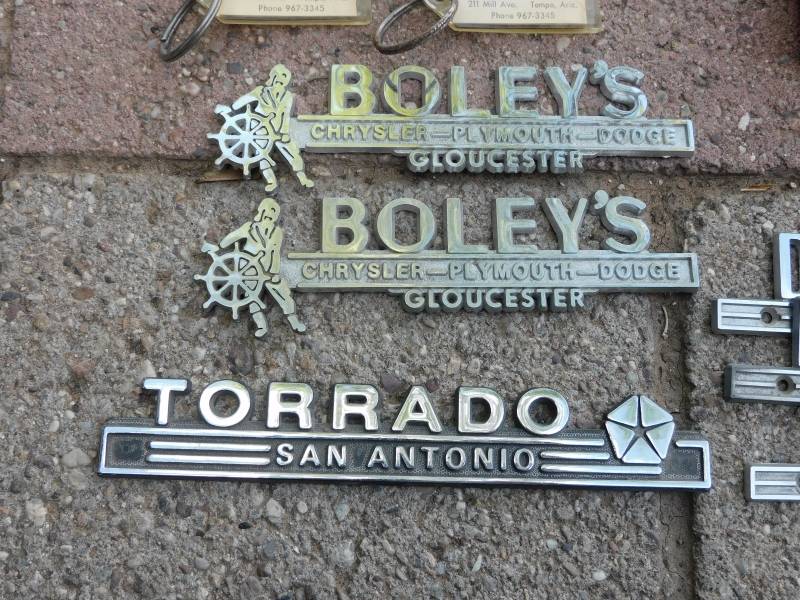 Phone 967-3345
211 Mill Ave. Tempe, Ariz.
Phone 967-3345
BOLEY'S
CHRYSLER—PLYMOUTH—DODGE
GLOUCESTER
BOLEY'S
CHRYSLER—PLYMOUTH—DODGE
GLOUCESTER
TORRADO
SAN ANTONIO